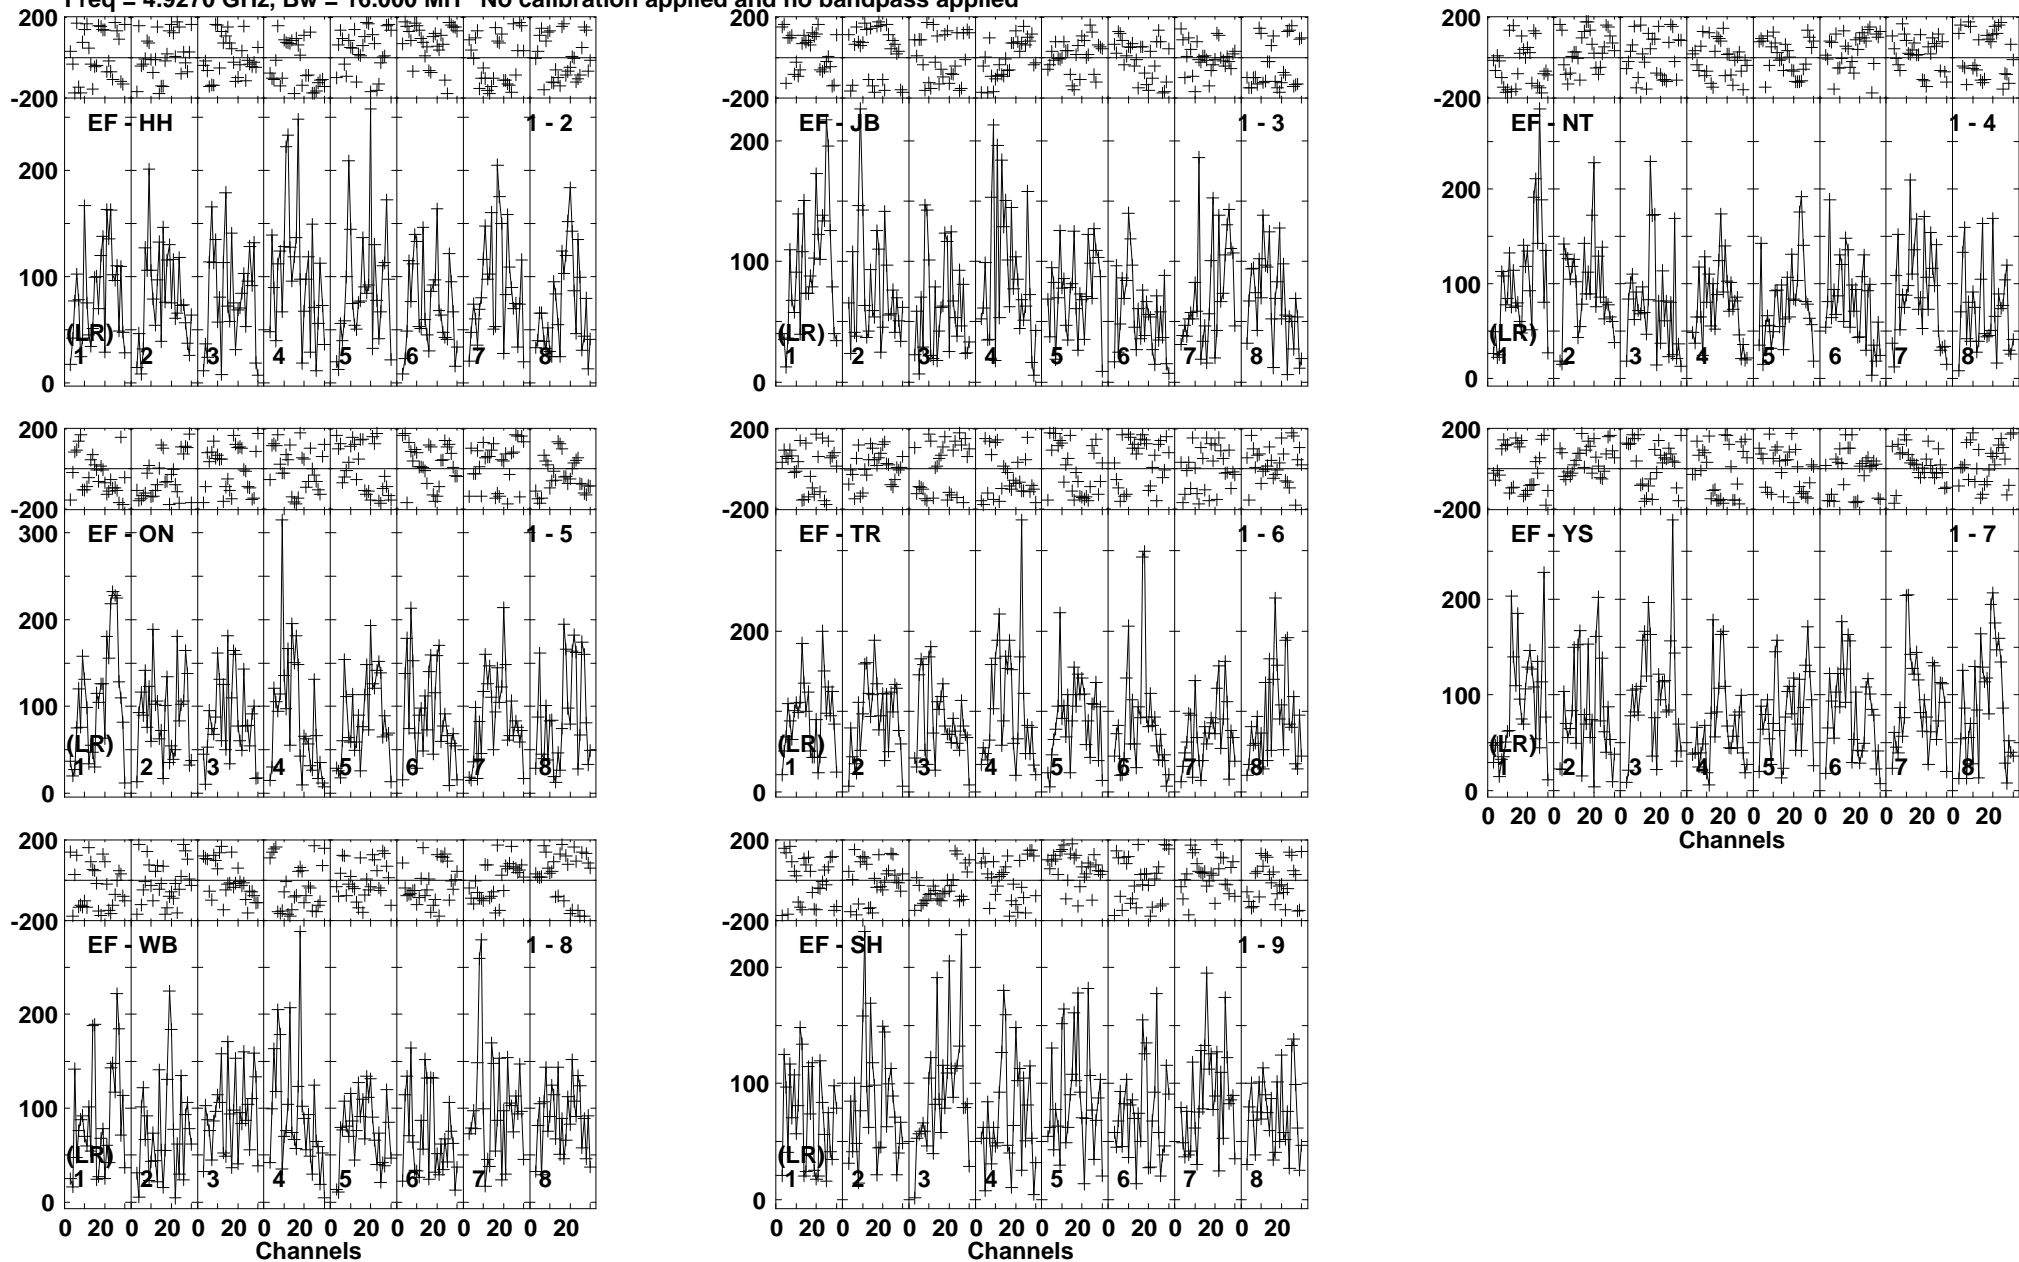 Freq = 4.9270 GHz, Bw = 16.000 MH No calibration applied and no bandpass applied
200 200 200
-200 -200 -200
EF - HH 1 - 2 EF - JB 1 - 3 EF - NT 1 - 4
200 200 200
100 100 100
(LR) (LR) (LR)
1 2 3 4 5 6 7 8 1 2 3 4 5 6 7 8 1 2 3 4 5 6 7 8
0 0 0
200 200 200
-200 -200 -200
300
EF - ON 1 - 5 EF - TR 1 - 6 EF - YS 1 - 7
200 200 200
100 100
(LR) (LR) (LR)
1 2 3 4 5 6 7 8 1 2 3 4 5 6 7 8 1 2 3 4 5 6 7 8
0 0 0
0 20 0 20 0 20 0 20 0 20 0 20 0 20 0 20
Channels
200 200
-200 -200
EF - WB 1 - 8 EF - SH 1 - 9
200 200
100 100
(LR) (LR)
1 2 3 4 5 6 7 8 1 2 3 4 5 6 7 8
0 0
0 20 0 20 0 20 0 20 0 20 0 20 0 20 0 20 0 20 0 20 0 20 0 20 0 20 0 20 0 20 0 20
Channels Channels